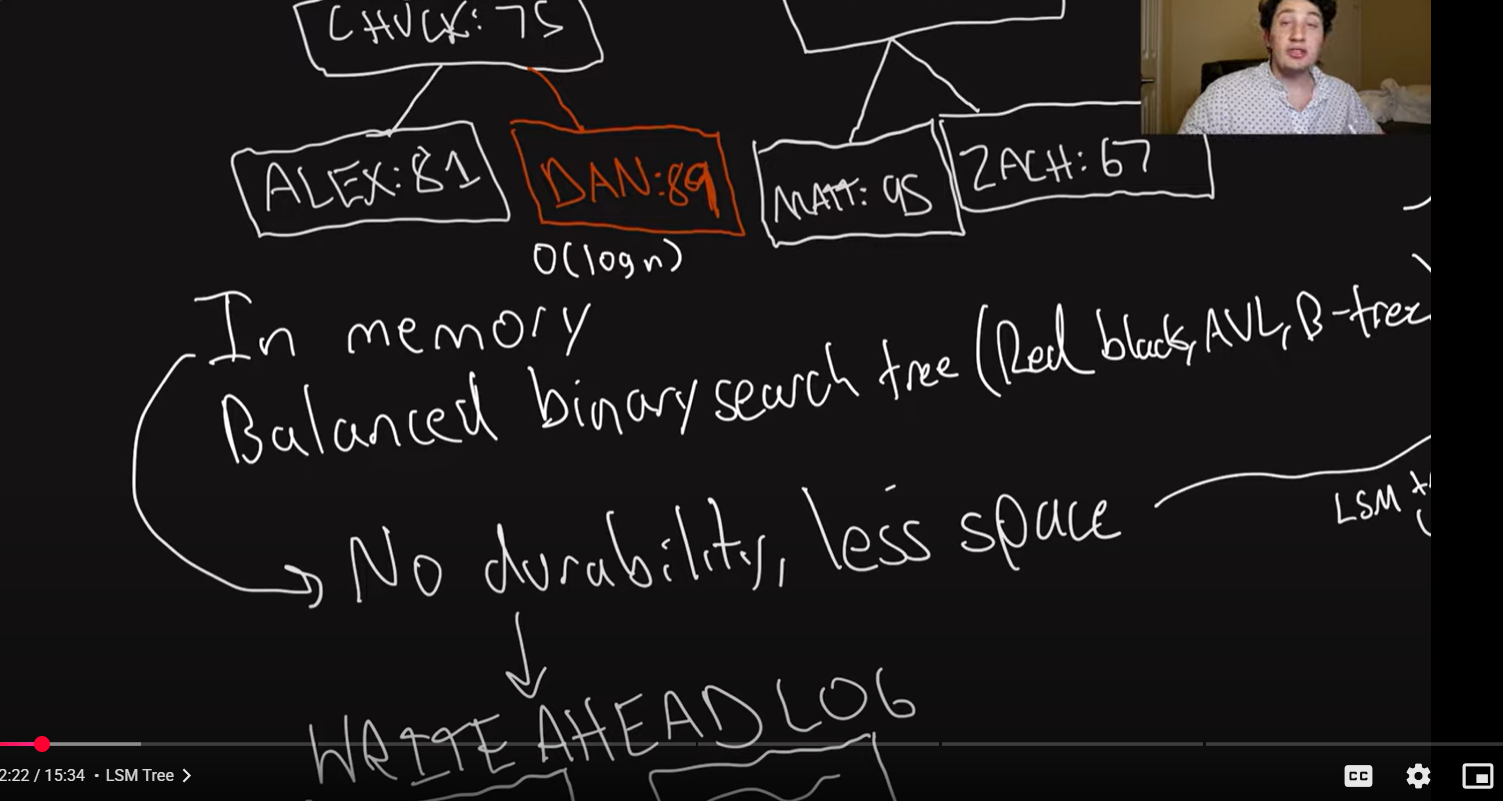 CHUCK: 75
ALEX:81 DAN:89 MATT: 95 ZACH: 67
O(log n)
In memory
Balanced binary search tree (Red black, AVL, B-tree)
No durability, less space
LSM
WRITE AHEAD LOG
2:22 / 15:34 • LSM Tree >
CC